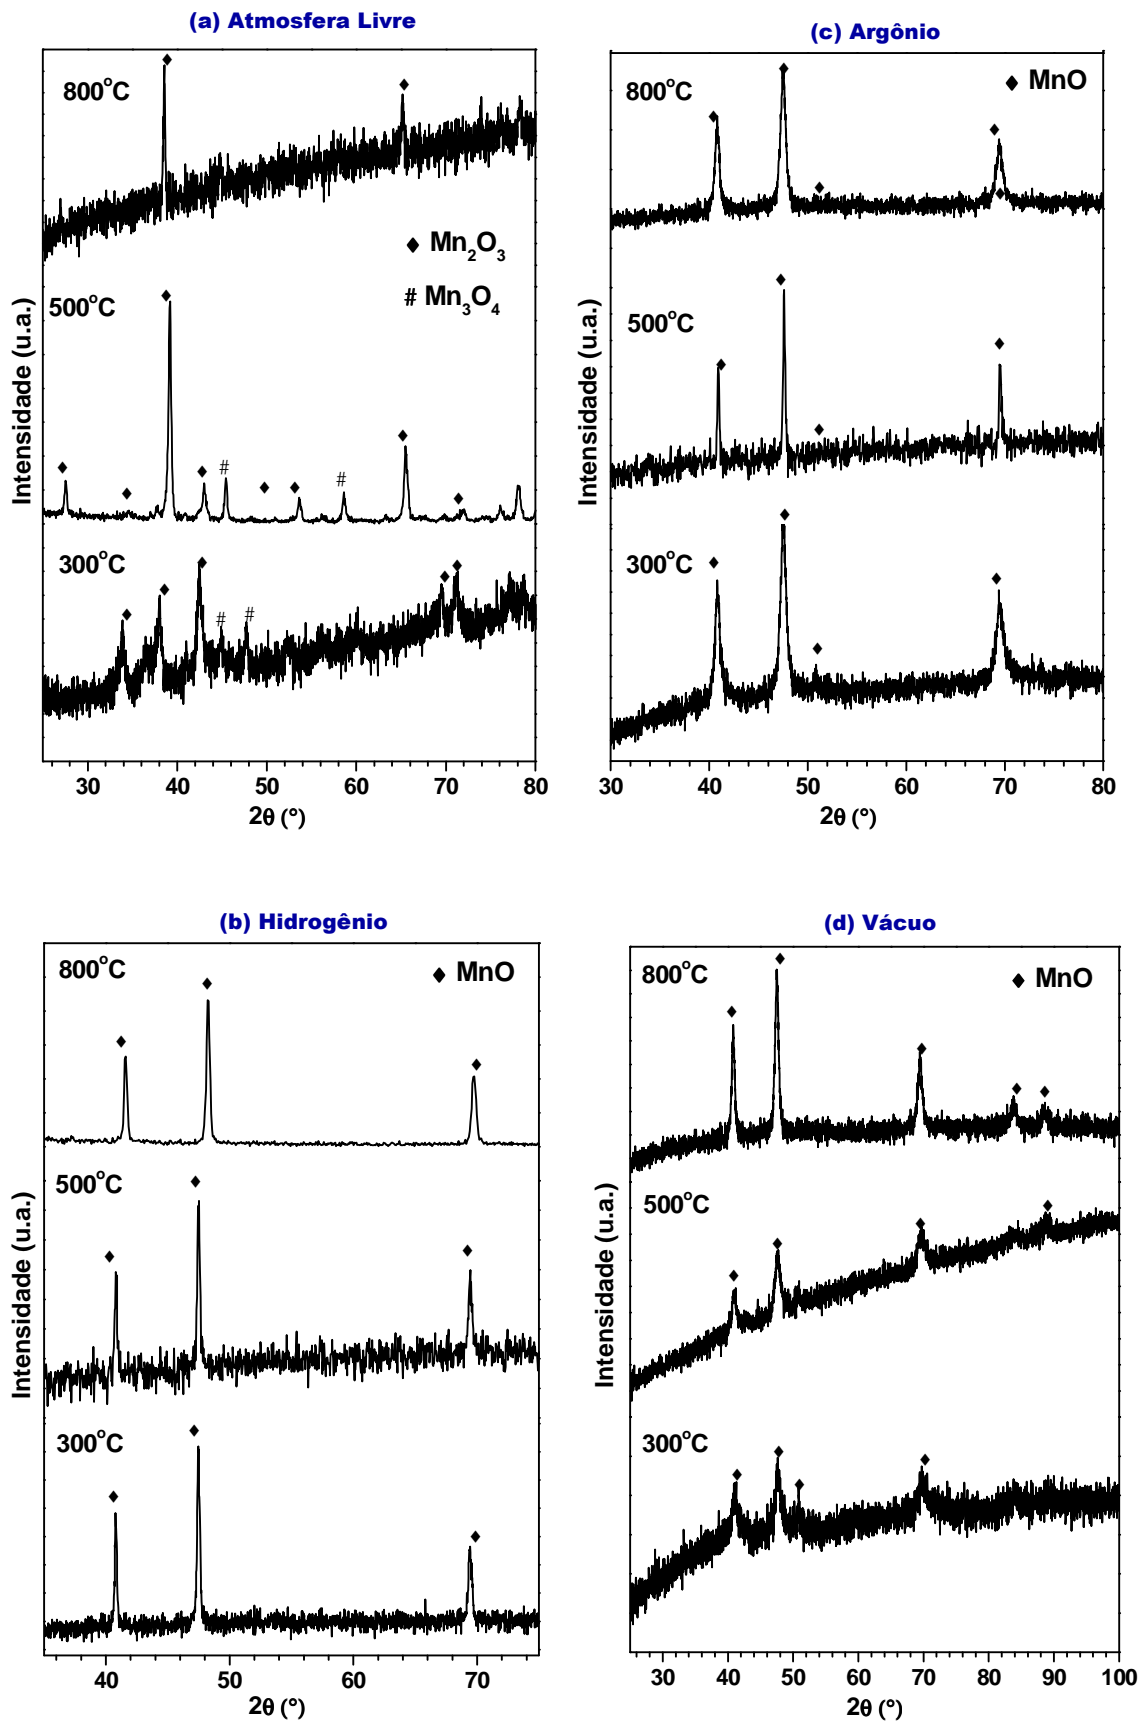 (a) Atmosfera Livre
800°C
♦ Mn2O3
# Mn3O4
500°C
#
#
300°C
#
#
Intensidade (u.a.)
30 40 50 60 70 80
2θ (°)
(c) Argônio
800°C
♦ MnO
500°C
300°C
Intensidade (u.a.)
30 40 50 60 70 80
2θ (°)
(b) Hidrogênio
800°C
♦ MnO
500°C
300°C
Intensidade (u.a.)
40 50 60 70
2θ (°)
(d) Vácuo
800°C
♦ MnO
500°C
300°C
Intensidade (u.a.)
30 40 50 60 70 80 90 100
2θ (°)